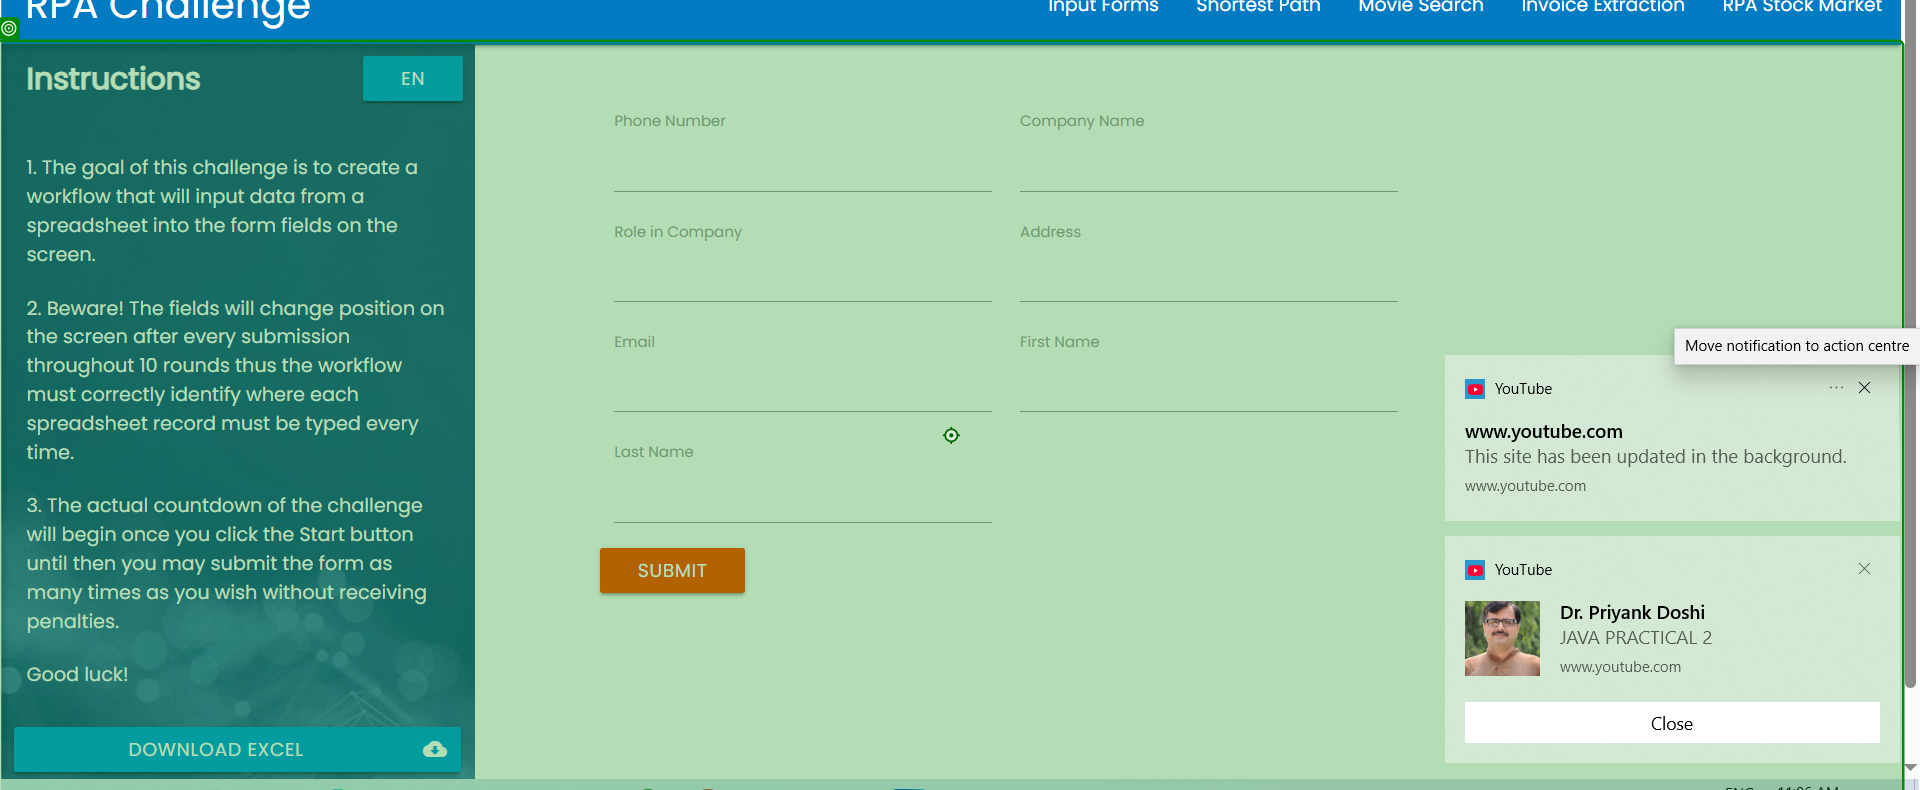 RPA Challenge
Input Forms Shortest Path Movie Search Invoice Extraction RPA Stock Market
Instructions
EN
1. The goal of this challenge is to create a
workflow that will input data from a
spreadsheet into the form fields on the
screen.
2. Beware! The fields will change position on
the screen after every submission
throughout 10 rounds thus the workflow
must correctly identify where each
spreadsheet record must be typed every
time.
3. The actual countdown of the challenge
will begin once you click the Start button
until then you may submit the form as
many times as you wish without receiving
penalties.
Good luck!
DOWNLOAD EXCEL
Phone Number
Company Name
Role in Company
Address
Email
First Name
Last Name
SUBMIT
Move notification to action centre
YouTube
www.youtube.com
This site has been updated in the background.
www.youtube.com
YouTube
Dr. Priyank Doshi
JAVA PRACTICAL 2
www.youtube.com
Close
ENG 11:06 AM